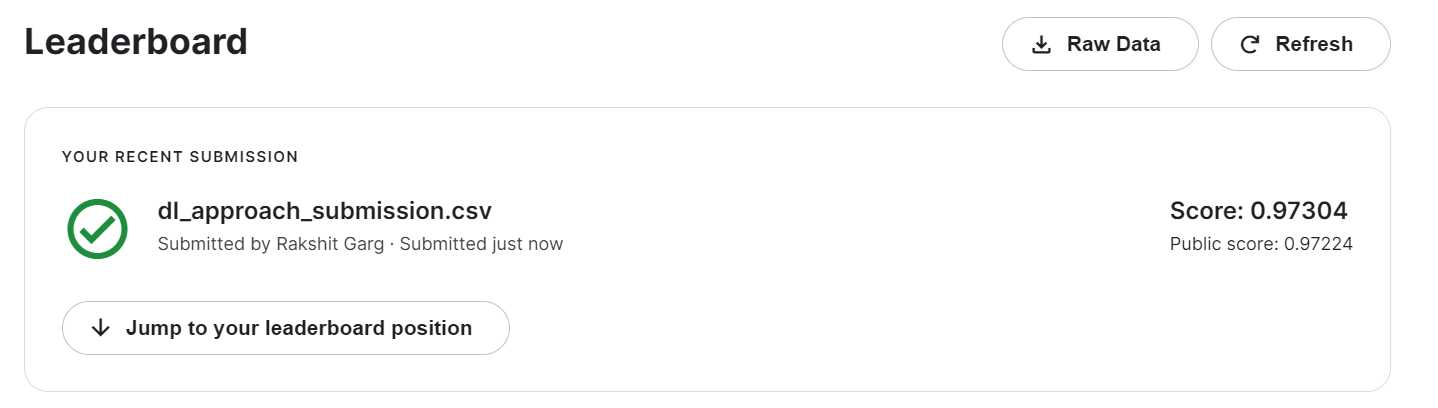 Leaderboard
Raw Data
Refresh
YOUR RECENT SUBMISSION
dl_approach_submission.csv
Score: 0.97304
Submitted by Rakshit Garg · Submitted just now
Public score: 0.97224
Jump to your leaderboard position